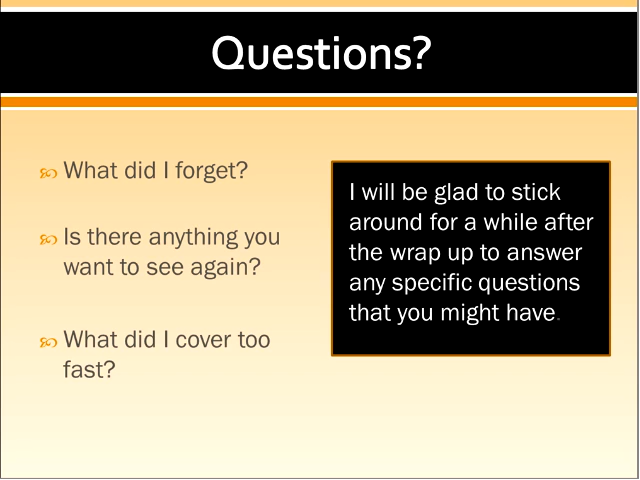 Questions?
What did I forget?
Is there anything you
want to see again?
What did I cover too
fast?
I will be glad to stick
around for a while after
the wrap up to answer
any specific questions
that you might have.